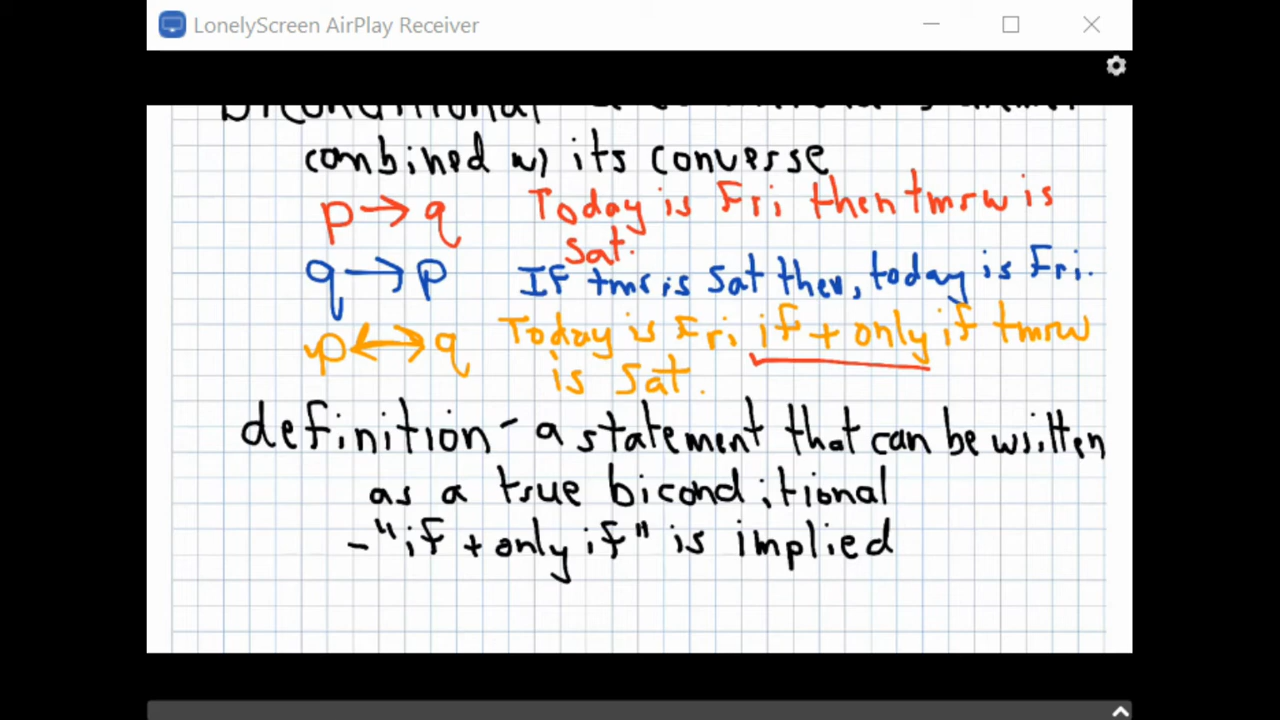 LonelyScreen AirPlay Receiver
Biconditional
combined w) its converse
p → q Today is Fri then tmrw is
Sat.
q → p If tmr is Sat then, today is Fri.
p ↔ q Today is Fri if + only if tmrw
is Sat.
definition - a statement that can be written
as a true biconditional
- "if + only if" is implied